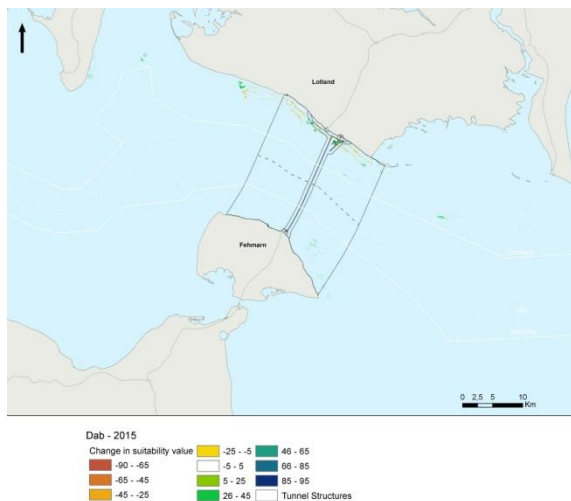 Lolland
Fehmarn
0 2,5 5 10
Km
Dab - 2015
Change in suitability value
-90 - -65
-65 - -45
-45 - -25
-25 - -5
-5 - 5
5 - 25
26 - 45
46 - 65
66 - 85
85 - 95
Tunnel Structures